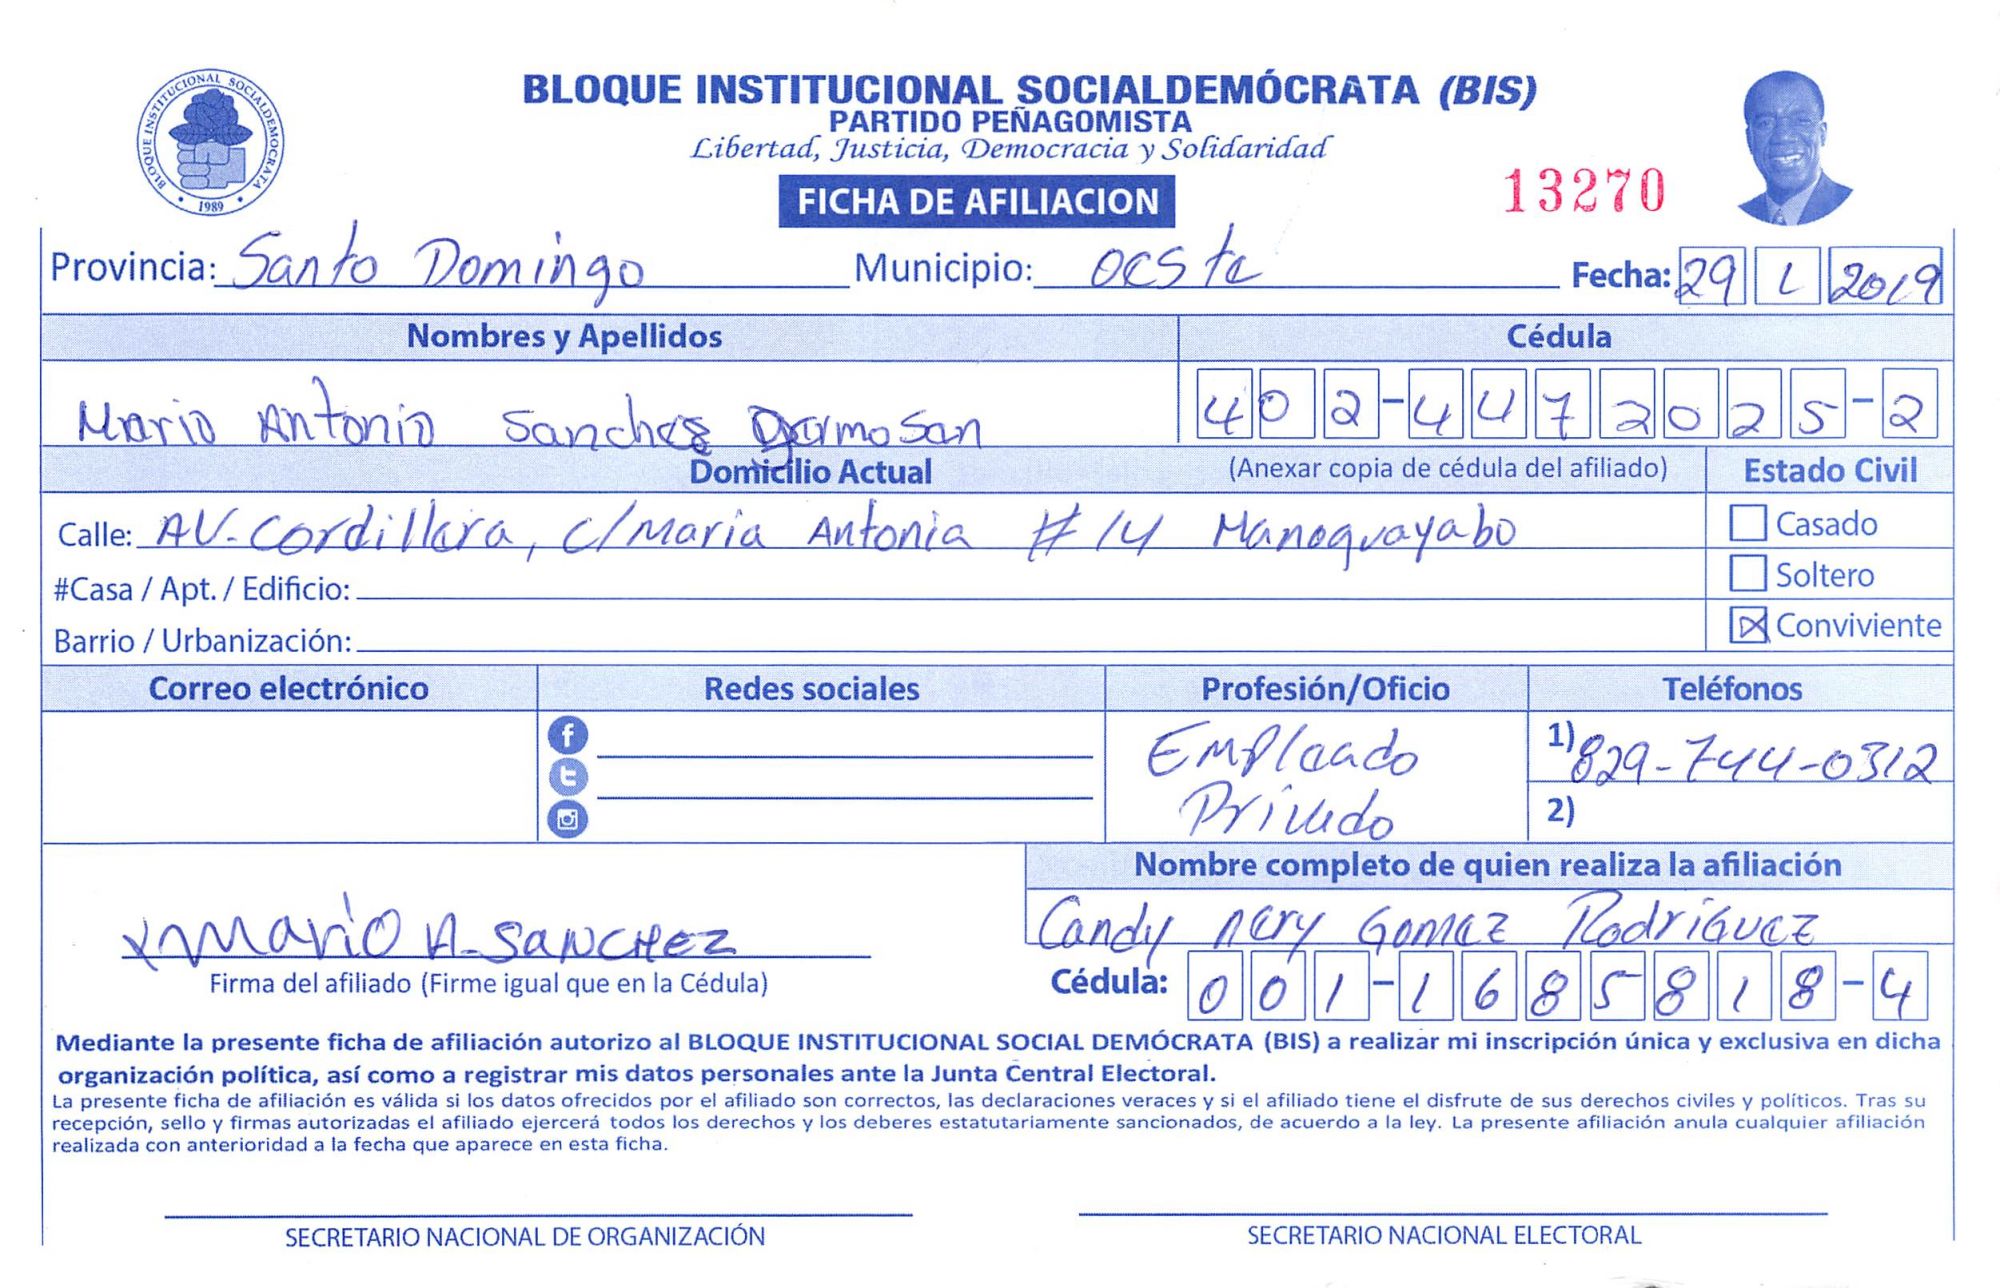 BLOQUE INSTITUCIONAL SOCIALDEMOCRATA
1989
BLOQUE INSTITUCIONAL SOCIALDEMÓCRATA (BIS)
PARTIDO PEÑAGOMISTA
Libertad, Justicia, Democracia y Solidaridad
FICHA DE AFILIACION
13270
Provincia: Santo Domingo Municipio: oeste Fecha: 29 1 2019
Nombres y Apellidos Cédula
Mario Antonio Sanches 402-4472025-2
Domicilio Actual (Anexar copia de cédula del afiliado) Estado Civil
Calle: AV-Cordillera, c/Maria Antonia #14 Manoguayabo Casado
#Casa / Apt. / Edificio: Soltero
Barrio / Urbanización: Conviviente
Correo electrónico Redes sociales Profesión/Oficio Teléfonos
Empleado 1) 829-744-0312
Privado 2)
Nombre completo de quien realiza la afiliación
Candy nery Gomez Rodríguez
x Mario A. SANCHEZ
Firma del afiliado (Firme igual que en la Cédula) Cédula: 001-1685818-4
Mediante la presente ficha de afiliación autorizo al BLOQUE INSTITUCIONAL SOCIAL DEMÓCRATA (BIS) a realizar mi inscripción única y exclusiva en dicha
organización política, así como a registrar mis datos personales ante la Junta Central Electoral.
La presente ficha de afiliación es válida si los datos ofrecidos por el afiliado son correctos, las declaraciones veraces y si el afiliado tiene el disfrute de sus derechos civiles y políticos. Tras su
recepción, sello y firmas autorizadas el afiliado ejercerá todos los derechos y los deberes estatutariamente sancionados, de acuerdo a la ley. La presente afiliación anula cualquier afiliación
realizada con anterioridad a la fecha que aparece en esta ficha.
SECRETARIO NACIONAL DE ORGANIZACIÓN SECRETARIO NACIONAL ELECTORAL